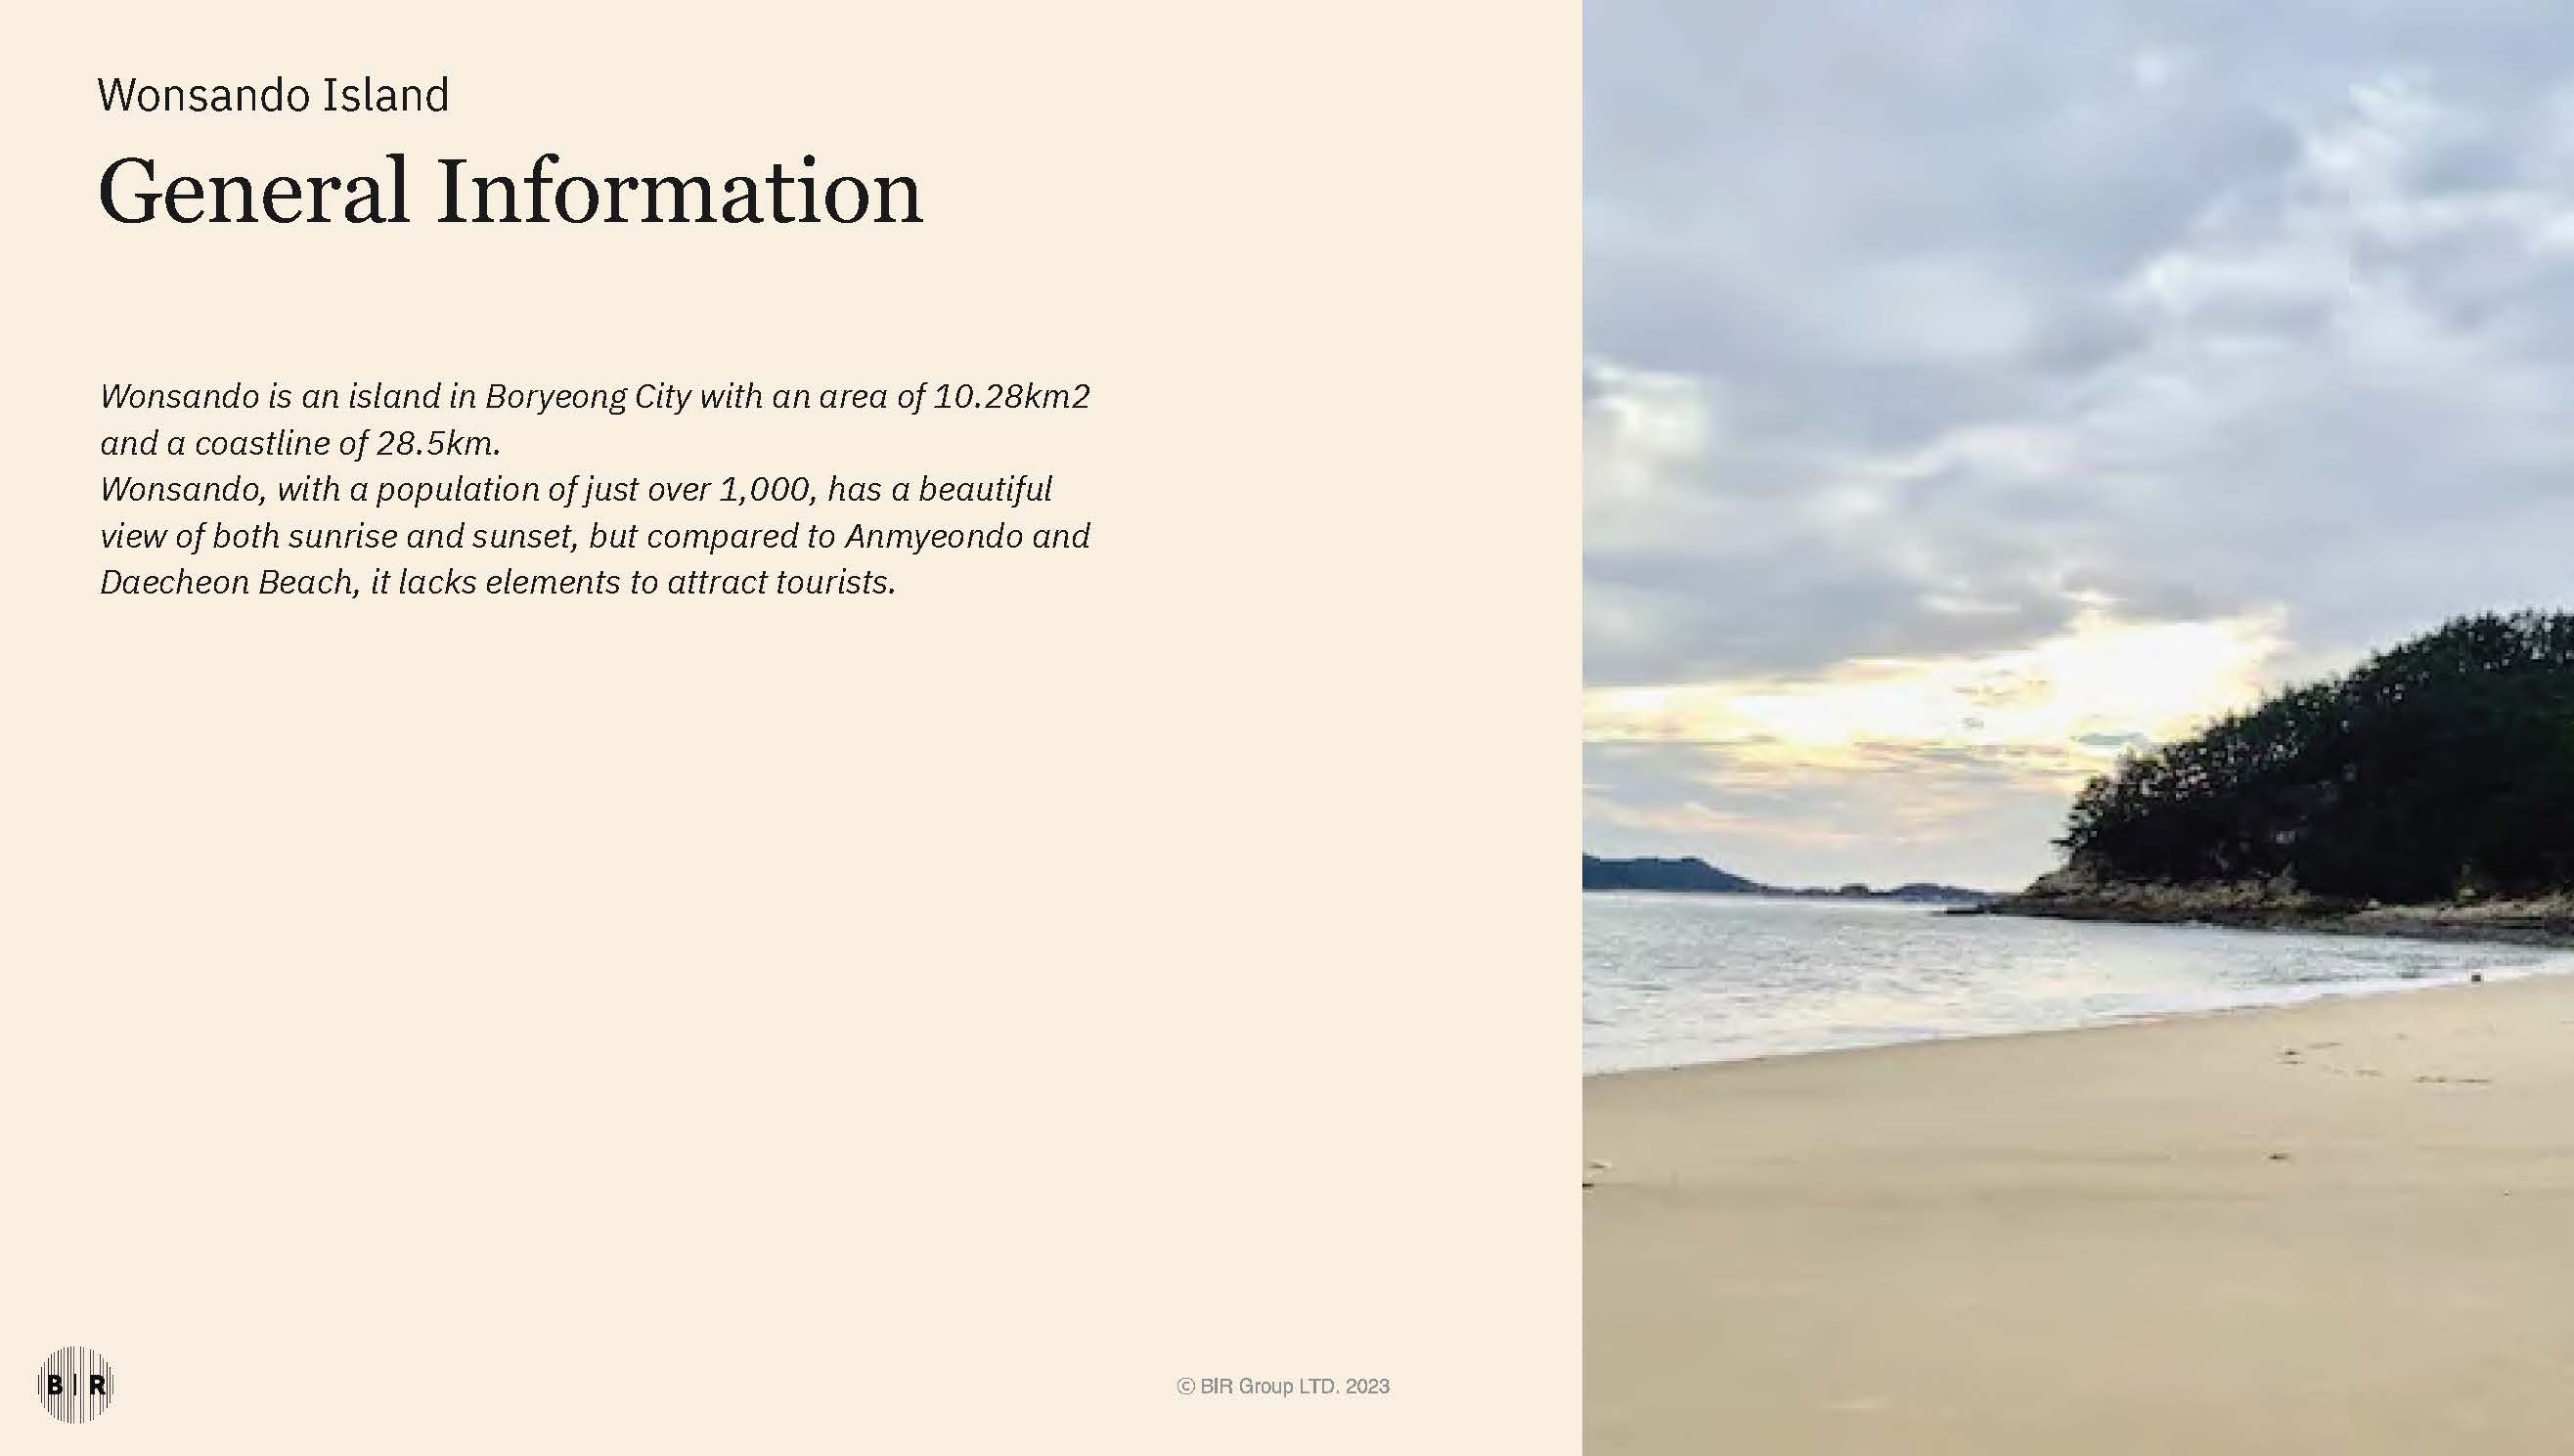 Wonsando Island
General Information
Wonsando is an island in Boryeong City with an area of 10.28km2
and a coastline of 28.5km.
Wonsando, with a population of just over 1,000, has a beautiful
view of both sunrise and sunset, but compared to Anmyeondo and
Daecheon Beach, it lacks elements to attract tourists.
B I R
© BIR Group LTD. 2023